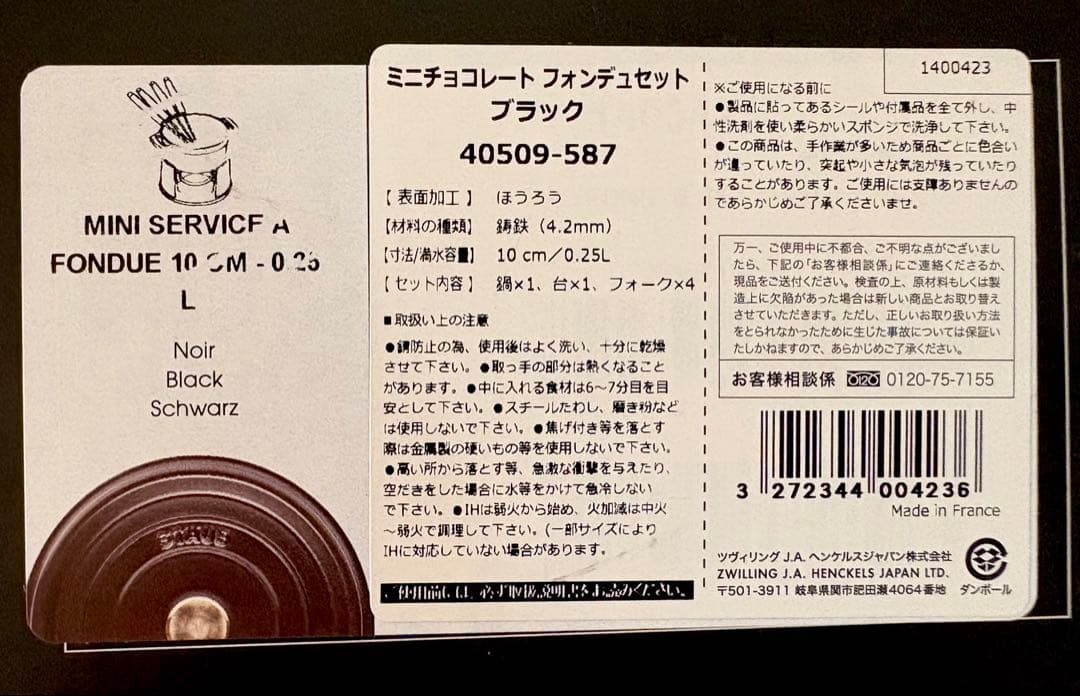 MINI SERVICE A
FONDUE 10 CM - 0.25
L
Noir
Black
Schwarz
STAUB
ミニチョコレート フォンデュセット
ブラック
40509-587
【 表面加工 】 ほうろう
【材料の種類】 鋳鉄（4.2mm）
【寸法/満水容量】 10 cm／0.25L
【 セット内容 】 鍋×1、台×1、フォーク×4
■取扱い上の注意
●錆防止の為、使用後はよく洗い、十分に乾燥
させて下さい。●取っ手の部分は熱くなること
があります。●中に入れる食材は6～7分目を目
安として下さい。●スチールたわし、磨き粉など
は使用しないで下さい。●焦げ付き等を落とす
際は金属製の硬いもの等を使用しないで下さい。
●高い所から落とす等、急激な衝撃を与えたり、
空だきをした場合に水等をかけて急冷しない
で下さい。●IHは弱火から始め、火加減は中火
～弱火で調理して下さい。(一部サイズにより
IHに対応していない場合があります。
ご使用前には、必ず取扱説明書をお読みください。
1400423
※ご使用になる前に
●製品に貼ってあるシールや付属品を全て外し、中
性洗剤を使い柔らかいスポンジで洗浄して下さい。
●この商品は、手作業が多いため商品ごとに色合い
が違っていたり、突起や小さな気泡が残っていたり
することがあります。ご使用には支障ありませんの
であらかじめご了承くださいませ。
万一、ご使用中に不都合、ご不明な点がございまし
たら、下記の「お客様相談係」にご連絡くださるか、
現品をご送付ください。検査の上、原材料もしくは製
造上に欠陥があった場合は新しい商品とお取り替え
させていただきます。ただし、正しいお取り扱い方法
をとられなかったために生じた事故については保証い
たしかねますので、あらかじめご了承ください。
お客様相談係 0120-75-7155
3 272344 004236
Made in France
ツヴィリング J.A. ヘンケルスジャパン株式会社
ZWILLING J.A. HENCKELS JAPAN LTD.
〒501-3911 岐阜県関市肥田瀬4064番地
ダンボール